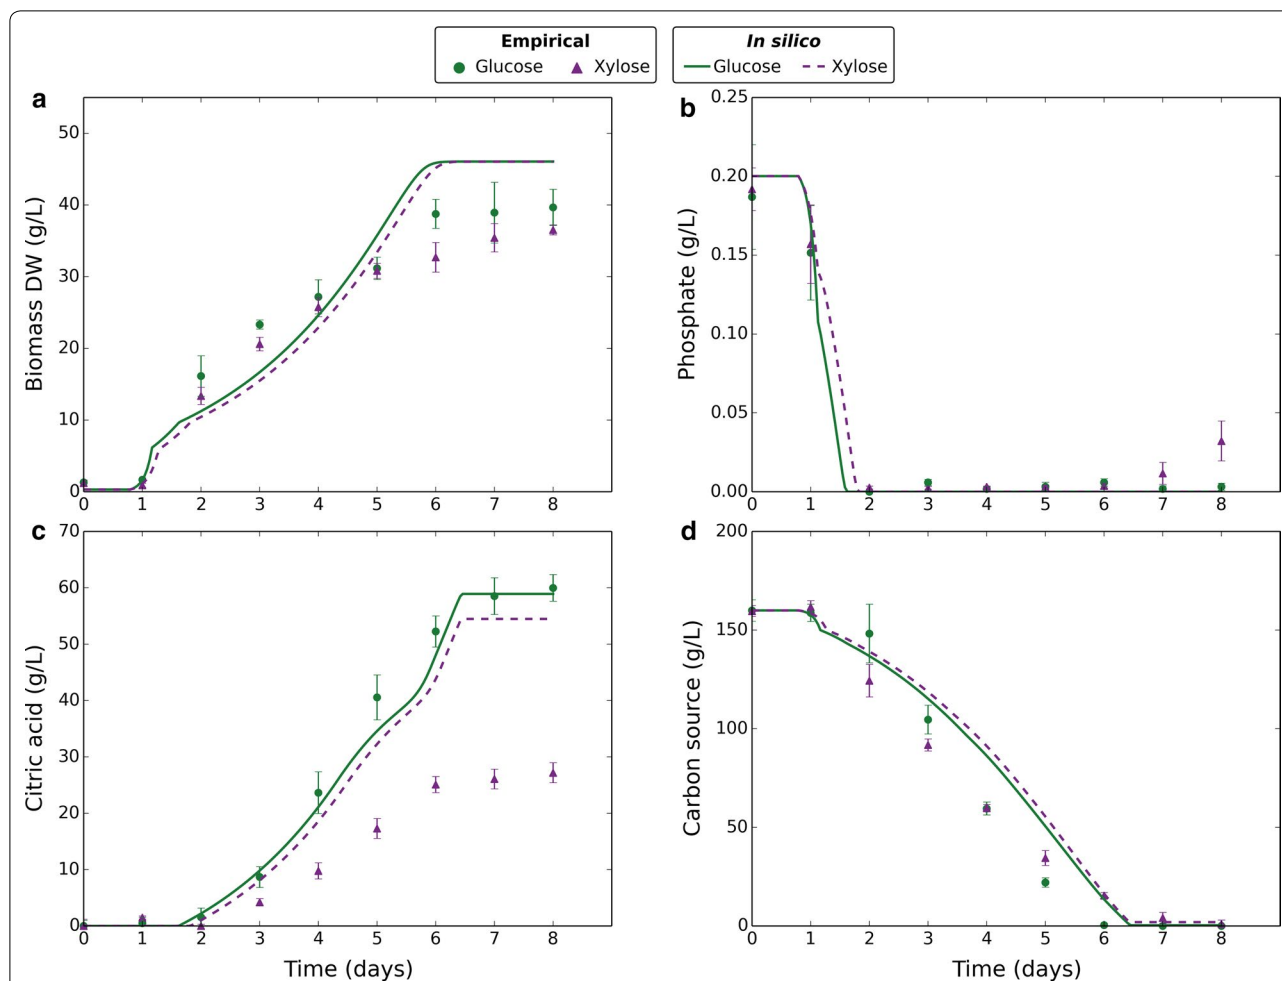 Empirical
Glucose Xylose
In silico
Glucose Xylose
a
Biomass DW (g/L)
50
40
30
20
10
0
0 1 2 3 4 5 6 7 8
b
Phosphate (g/L)
0.25
0.20
0.15
0.10
0.05
0.00
0 1 2 3 4 5 6 7 8
c
Citric acid (g/L)
70
60
50
40
30
20
10
0
0 1 2 3 4 5 6 7 8
Time (days)
d
Carbon source (g/L)
200
150
100
50
0
0 1 2 3 4 5 6 7 8
Time (days)